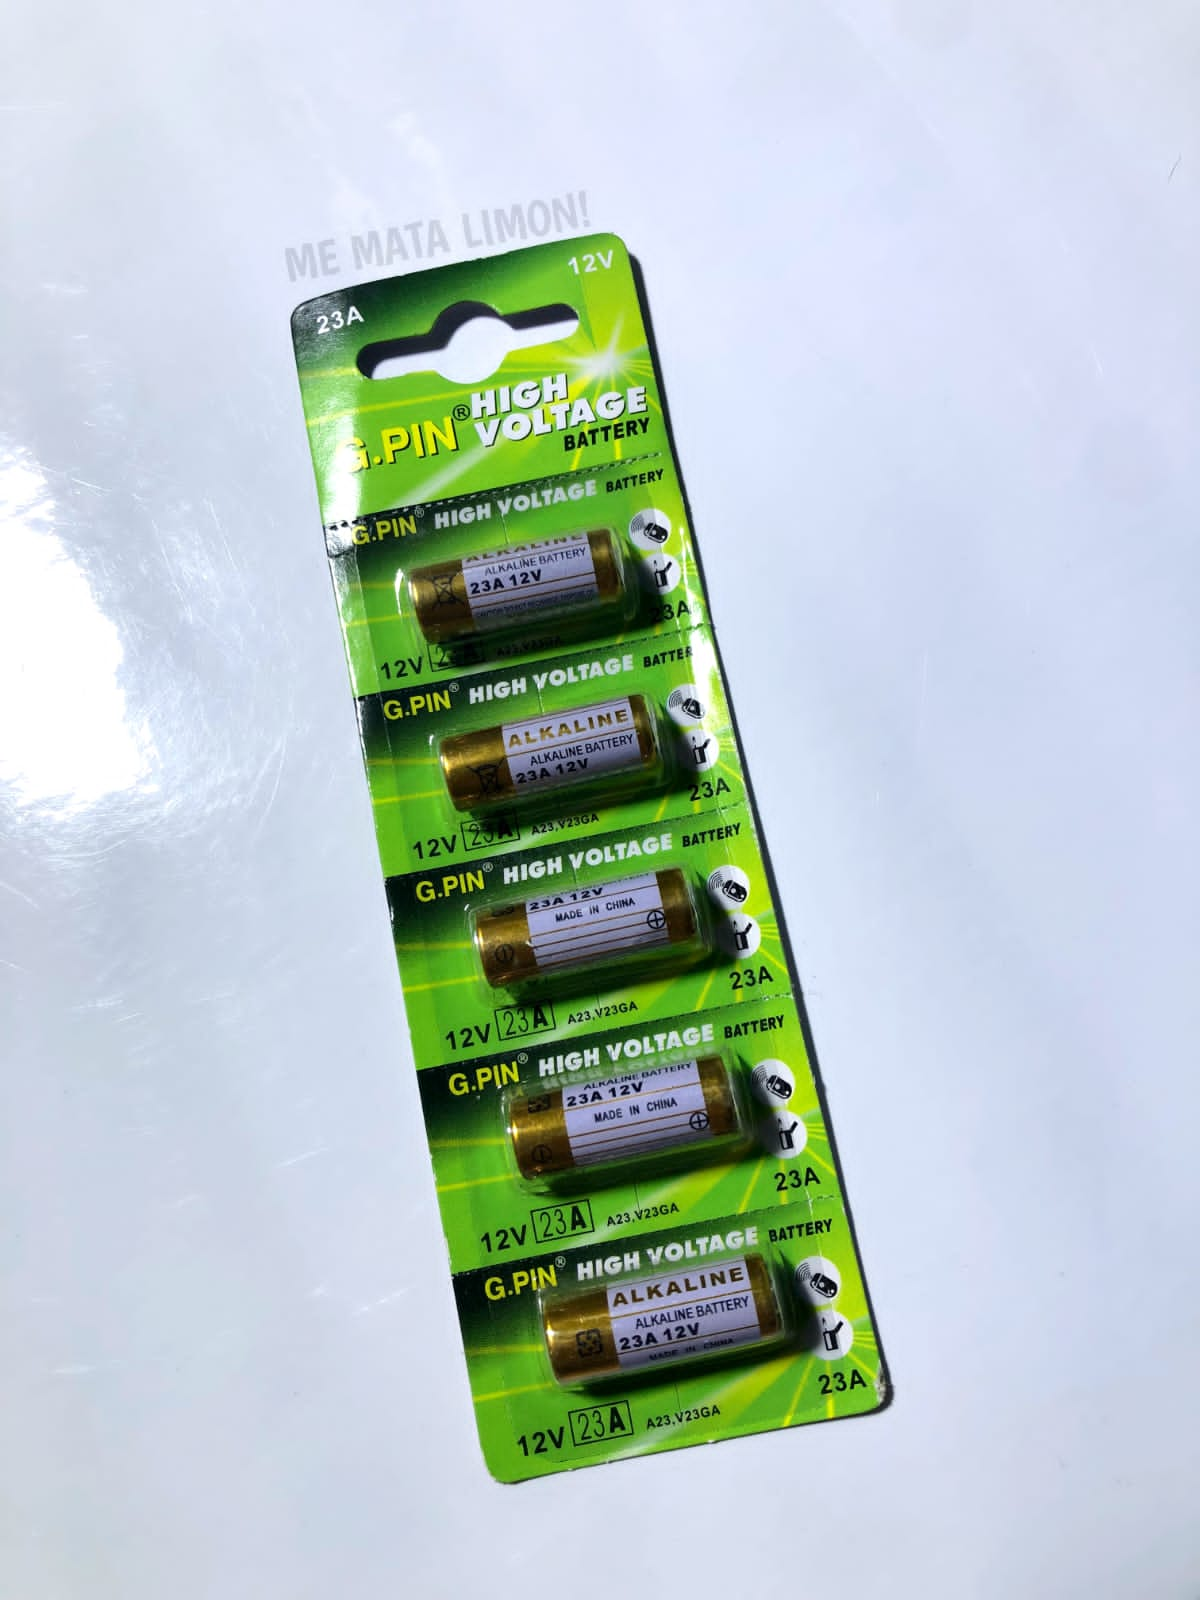 ME MATA LIMON!
23A
12V
G.PIN® HIGH
VOLTAGE
BATTERY
G.PIN® HIGH VOLTAGE BATTERY
ALKALINE
ALKALINE BATTERY
23A 12V
23A
12V 23A A23,V23GA
G.PIN® HIGH VOLTAGE BATTERY
ALKALINE
ALKALINE BATTERY
23A 12V
23A
12V 23A A23,V23GA
G.PIN® HIGH VOLTAGE BATTERY
23A 12V
MADE IN CHINA
23A
12V 23A A23,V23GA
G.PIN® HIGH VOLTAGE BATTERY
ALKALINE BATTERY
23A 12V
MADE IN CHINA
23A
12V 23A A23,V23GA
G.PIN® HIGH VOLTAGE BATTERY
ALKALINE
ALKALINE BATTERY
23A 12V
MADE IN CHINA
23A
12V 23A A23,V23GA